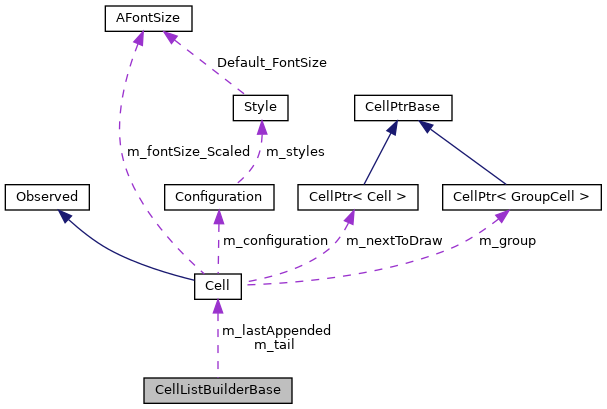 AFontSize
Default_FontSize
Style
CellPtrBase
m_fontSize_Scaled
m_styles
Observed
Configuration
CellPtr< Cell >
CellPtr< GroupCell >
m_configuration
m_nextToDraw
m_group
Cell
m_lastAppended
m_tail
CellListBuilderBase